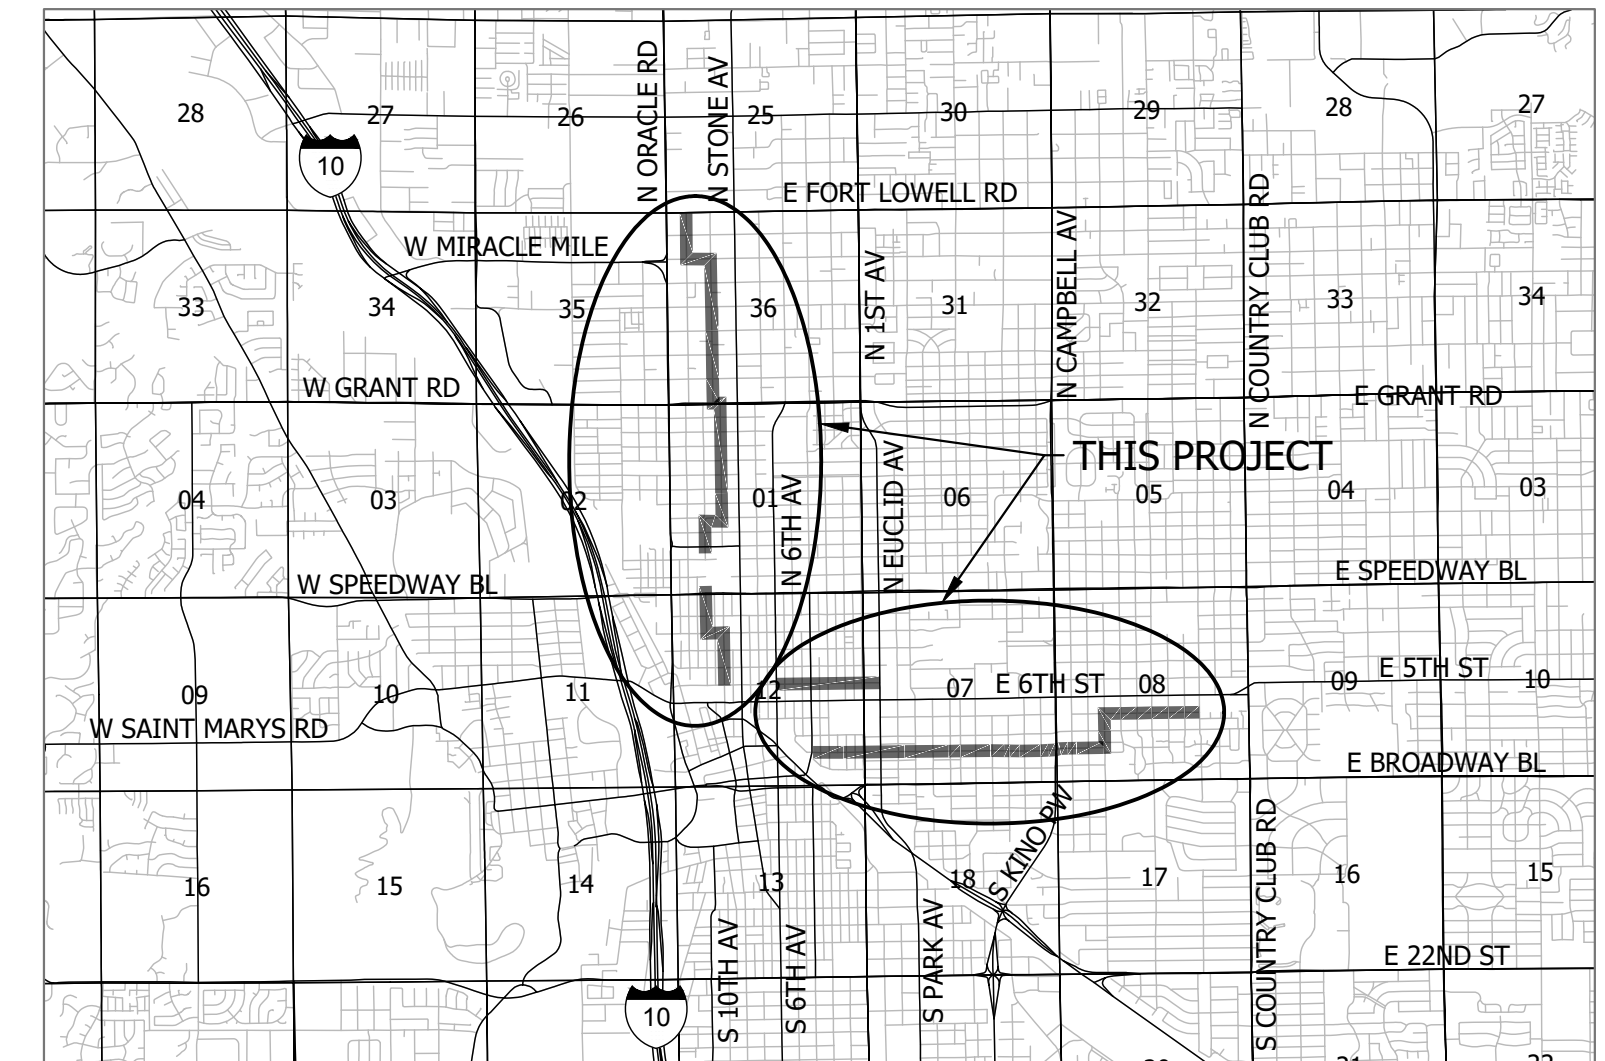 N ORACLE RD
N STONE AV
28
27
26
25
30
29
28
27
10
N COUNTRY CLUB RD
E FORT LOWELL RD
W MIRACLE MILE
N 1ST AV
N CAMPBELL AV
33
34
35
36
31
32
33
34
W GRANT RD
E GRANT RD
THIS PROJECT
N 6TH AV
N EUCLID AV
04
03
02
01
06
05
04
03
W SPEEDWAY BL
E SPEEDWAY BL
09
10
11
12
07
E 6TH ST
08
09
E 5TH ST
10
W SAINT MARYS RD
E BROADWAY BL
S KINO PW
S COUNTRY CLUB RD
16
15
14
13
18
17
16
15
S 10TH AV
S 6TH AV
S PARK AV
E 22ND ST
10